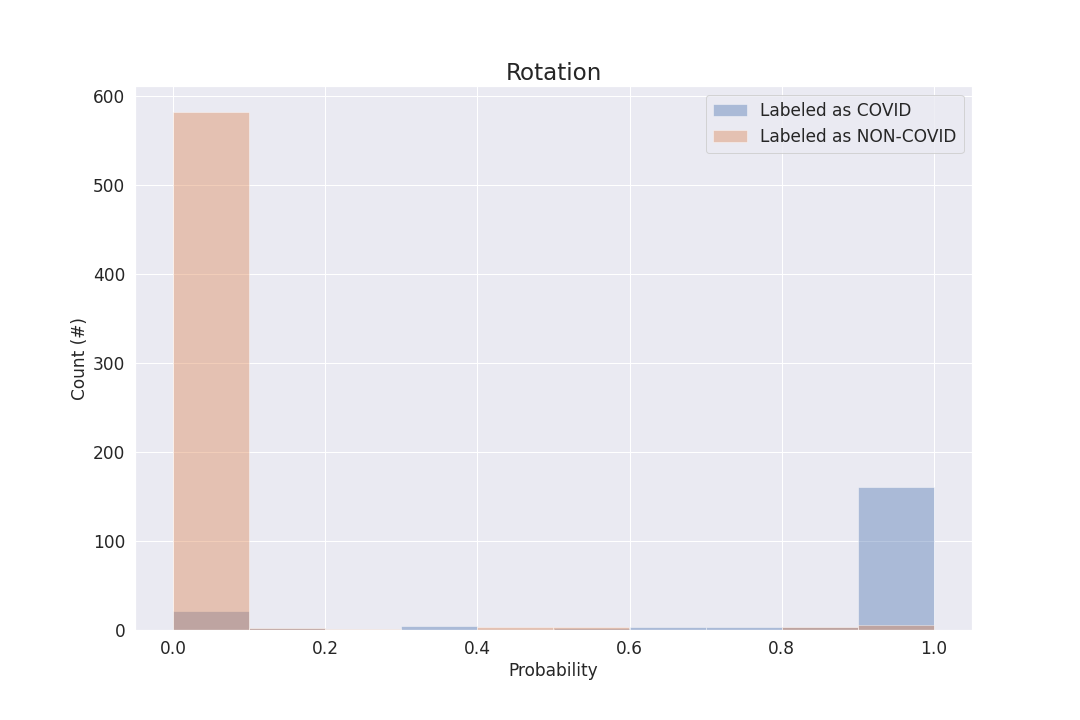 Rotation
Labeled as COVID
Labeled as NON-COVID
600
500
400
300
200
100
0
Count (#)
0.0 0.2 0.4 0.6 0.8 1.0
Probability